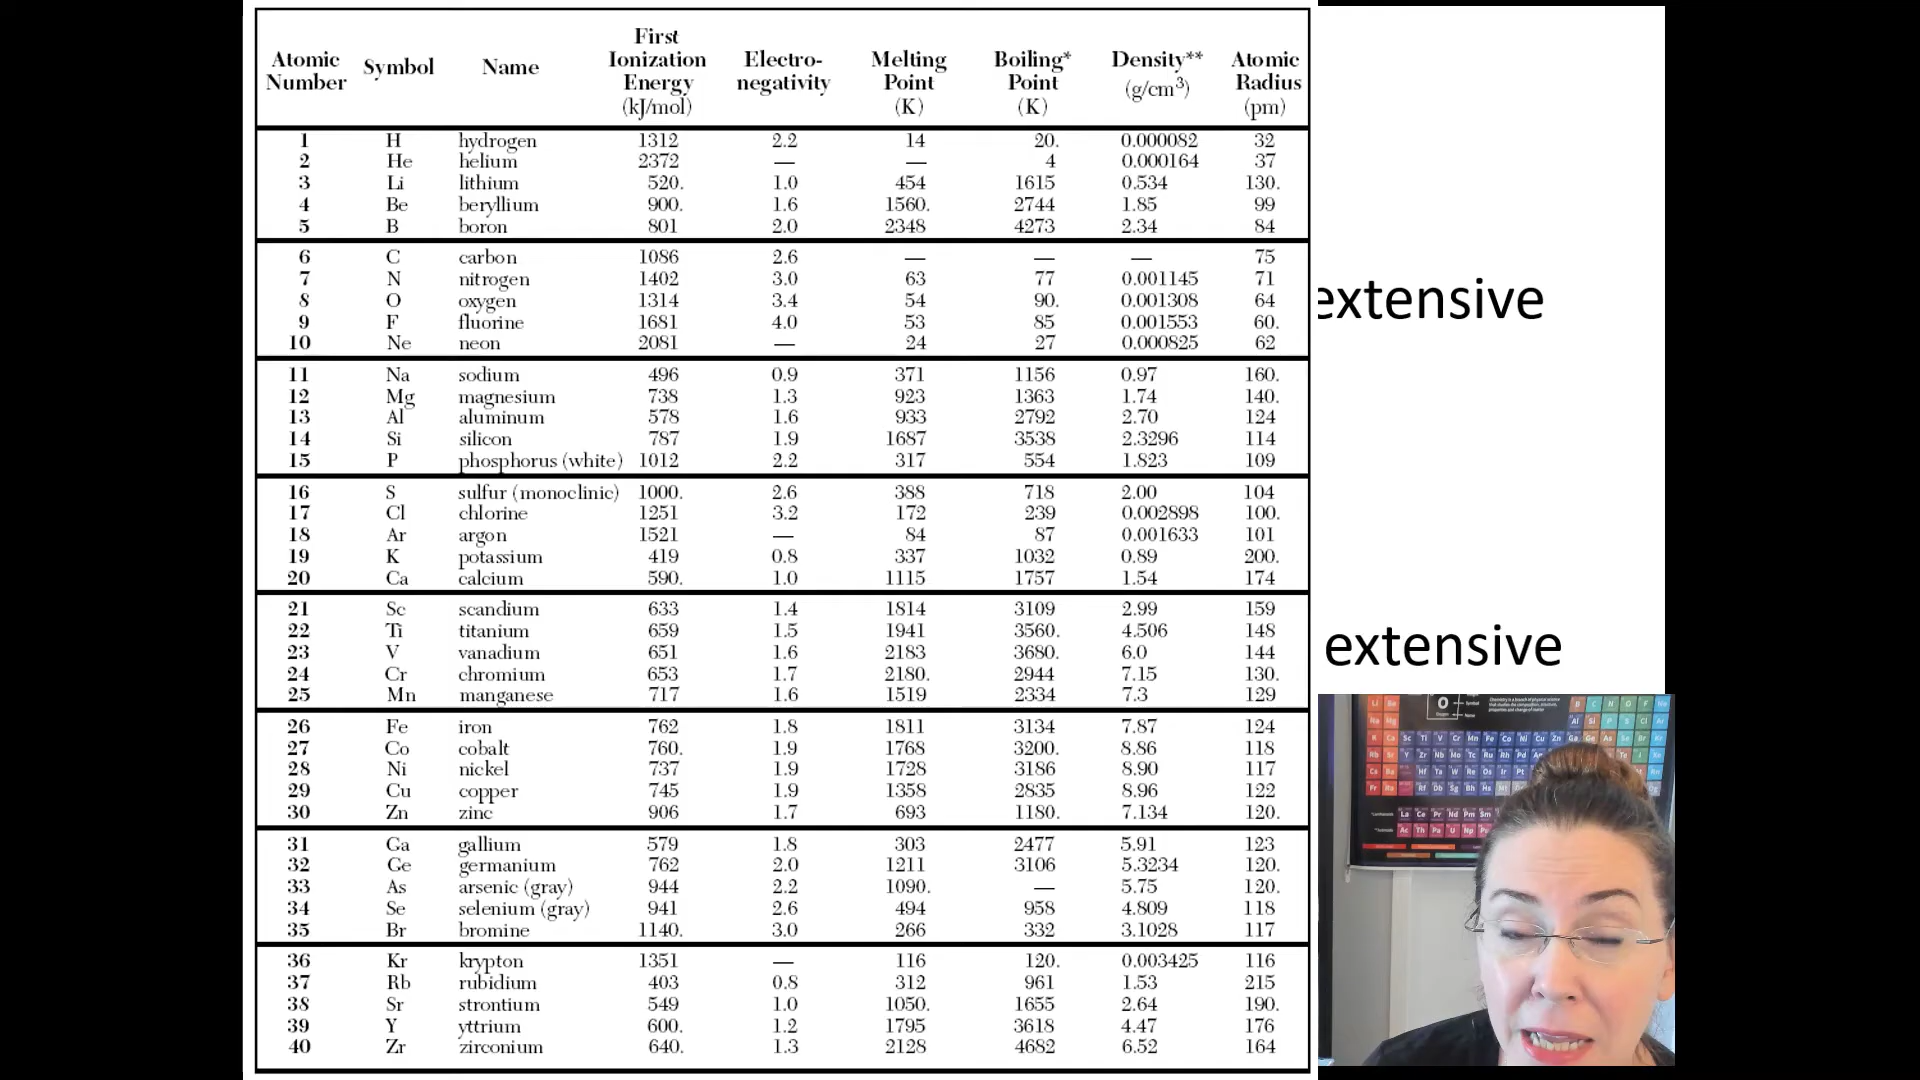 Atomic Number Symbol Name First Ionization Energy (kJ/mol) Electro-negativity Melting Point (K) Boiling* Point (K) Density** (g/cm³) Atomic Radius (pm)
1 H hydrogen 1312 2.2 14 20. 0.000082 32
2 He helium 2372 — — 4 0.000164 37
3 Li lithium 520. 1.0 454 1615 0.534 130.
4 Be beryllium 900. 1.6 1560. 2744 1.85 99
5 B boron 801 2.0 2348 4273 2.34 84
6 C carbon 1086 2.6 — — — 75
7 N nitrogen 1402 3.0 63 77 0.001145 71
8 O oxygen 1314 3.4 54 90. 0.001308 64
9 F fluorine 1681 4.0 53 85 0.001553 60.
10 Ne neon 2081 — 24 27 0.000825 62
11 Na sodium 496 0.9 371 1156 0.97 160.
12 Mg magnesium 738 1.3 923 1363 1.74 140.
13 Al aluminum 578 1.6 933 2792 2.70 124
14 Si silicon 787 1.9 1687 3538 2.3296 114
15 P phosphorus (white) 1012 2.2 317 554 1.823 109
16 S sulfur (monoclinic) 1000. 2.6 388 718 2.00 104
17 Cl chlorine 1251 3.2 172 239 0.002898 100.
18 Ar argon 1521 — 84 87 0.001633 101
19 K potassium 419 0.8 337 1032 0.89 200.
20 Ca calcium 590. 1.0 1115 1757 1.54 174
21 Sc scandium 633 1.4 1814 3109 2.99 159
22 Ti titanium 659 1.5 1941 3560. 4.506 148
23 V vanadium 651 1.6 2183 3680. 6.0 144
24 Cr chromium 653 1.7 2180. 2944 7.15 130.
25 Mn manganese 717 1.6 1519 2334 7.3 129
26 Fe iron 762 1.8 1811 3134 7.87 124
27 Co cobalt 760. 1.9 1768 3200. 8.86 118
28 Ni nickel 737 1.9 1728 3186 8.90 117
29 Cu copper 745 1.9 1358 2835 8.96 122
30 Zn zinc 906 1.7 693 1180. 7.134 120.
31 Ga gallium 579 1.8 303 2477 5.91 123
32 Ge germanium 762 2.0 1211 3106 5.3234 120.
33 As arsenic (gray) 944 2.2 1090. — 5.75 120.
34 Se selenium (gray) 941 2.6 494 958 4.809 118
35 Br bromine 1140. 3.0 266 332 3.1028 117
36 Kr krypton 1351 — 116 120. 0.003425 116
37 Rb rubidium 403 0.8 312 961 1.53 215
38 Sr strontium 549 1.0 1050. 1655 2.64 190.
39 Y yttrium 600. 1.2 1795 3618 4.47 176
40 Zr zirconium 640. 1.3 2128 4682 6.52 164
extensive
extensive